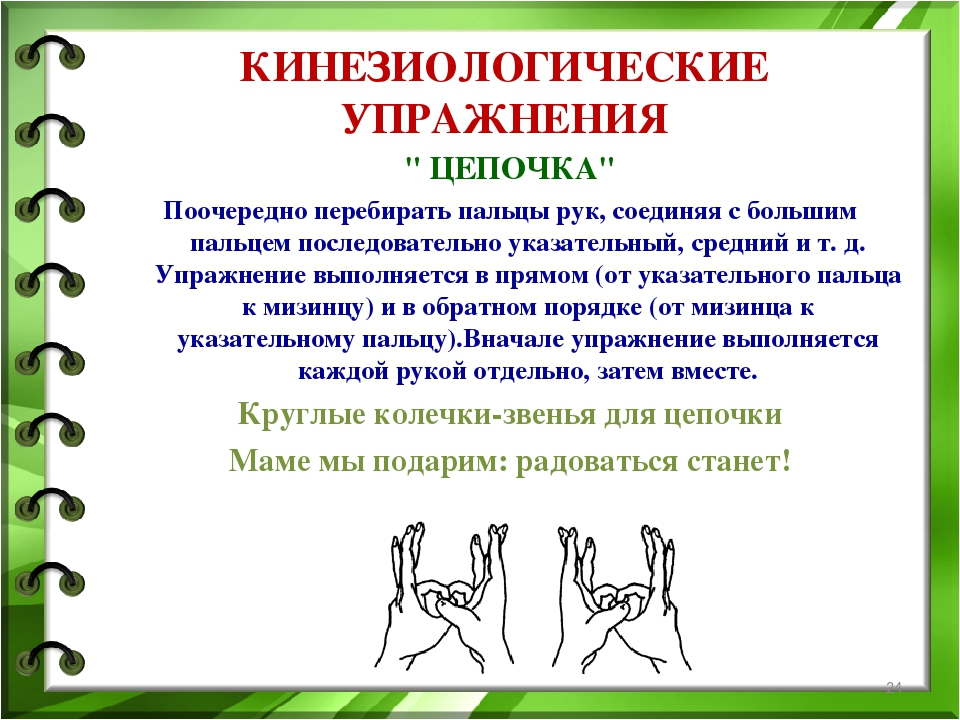 КИНЕЗИОЛОГИЧЕСКИЕ
УПРАЖНЕНИЯ
" ЦЕПОЧКА"
Поочередно перебирать пальцы рук, соединяя с большим
пальцем последовательно указательный, средний и т. д.
Упражнение выполняется в прямом (от указательного пальца
к мизинцу) и в обратном порядке (от мизинца к
указательному пальцу).Вначале упражнение выполняется
каждой рукой отдельно, затем вместе.
Круглые колечки-звенья для цепочки
Маме мы подарим: радоваться станет!
24